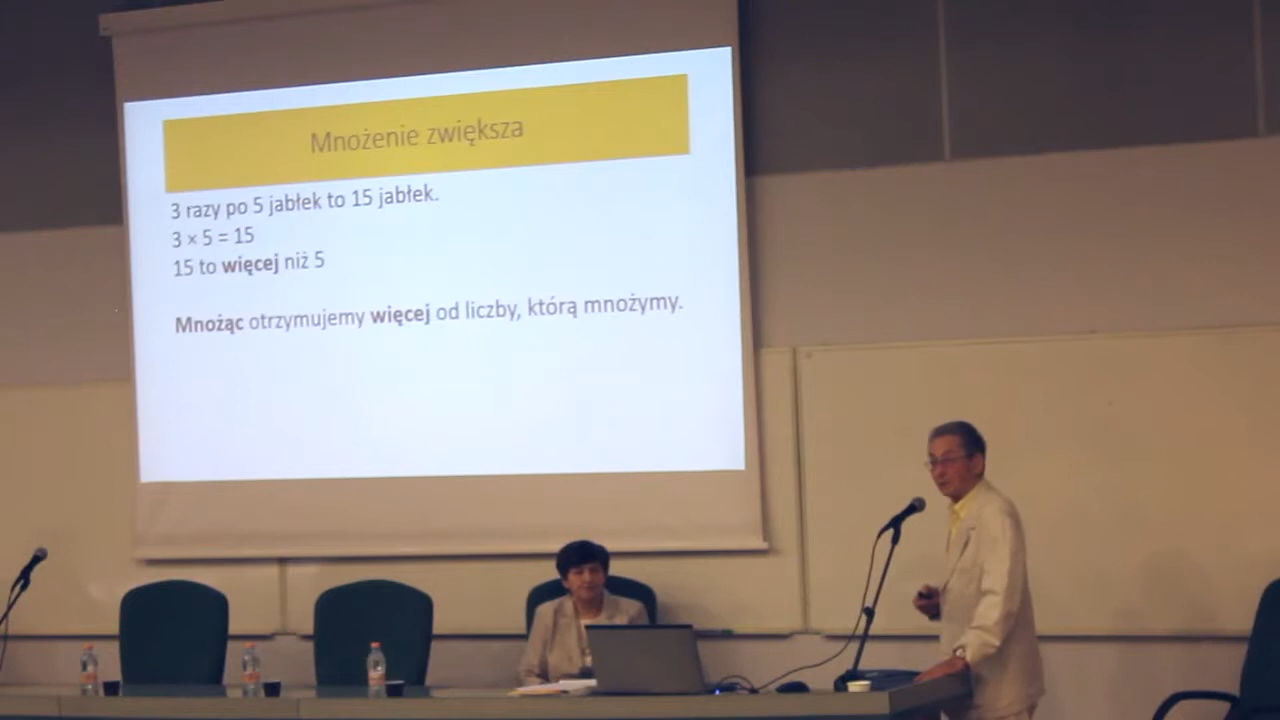 Mnożenie zwiększa
3 razy po 5 jabłek to 15 jabłek.
3 × 5 = 15
15 to więcej niż 5
Mnożąc otrzymujemy więcej od liczby, którą mnożymy.